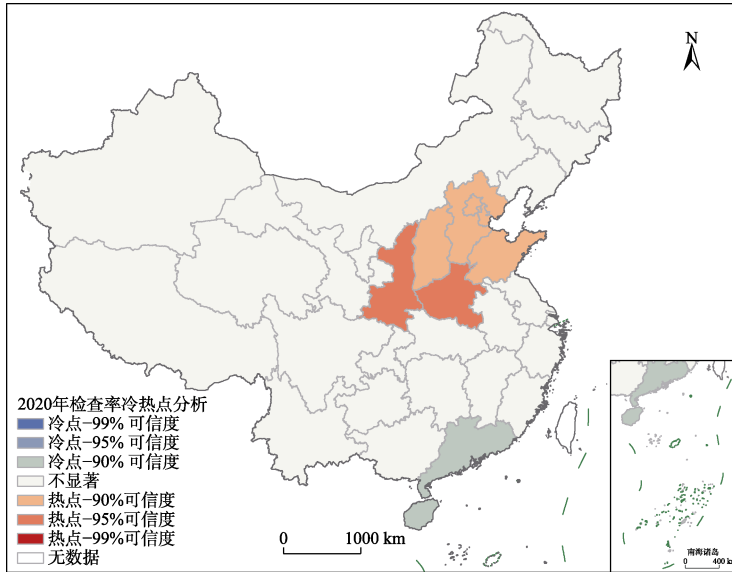 N
2020年检查率冷热点分析
冷点-99% 可信度
冷点-95% 可信度
冷点-90% 可信度
不显著
热点-90%可信度
热点-95%可信度
热点-99%可信度
无数据
0 1000 km
南海诸岛
0 400 km